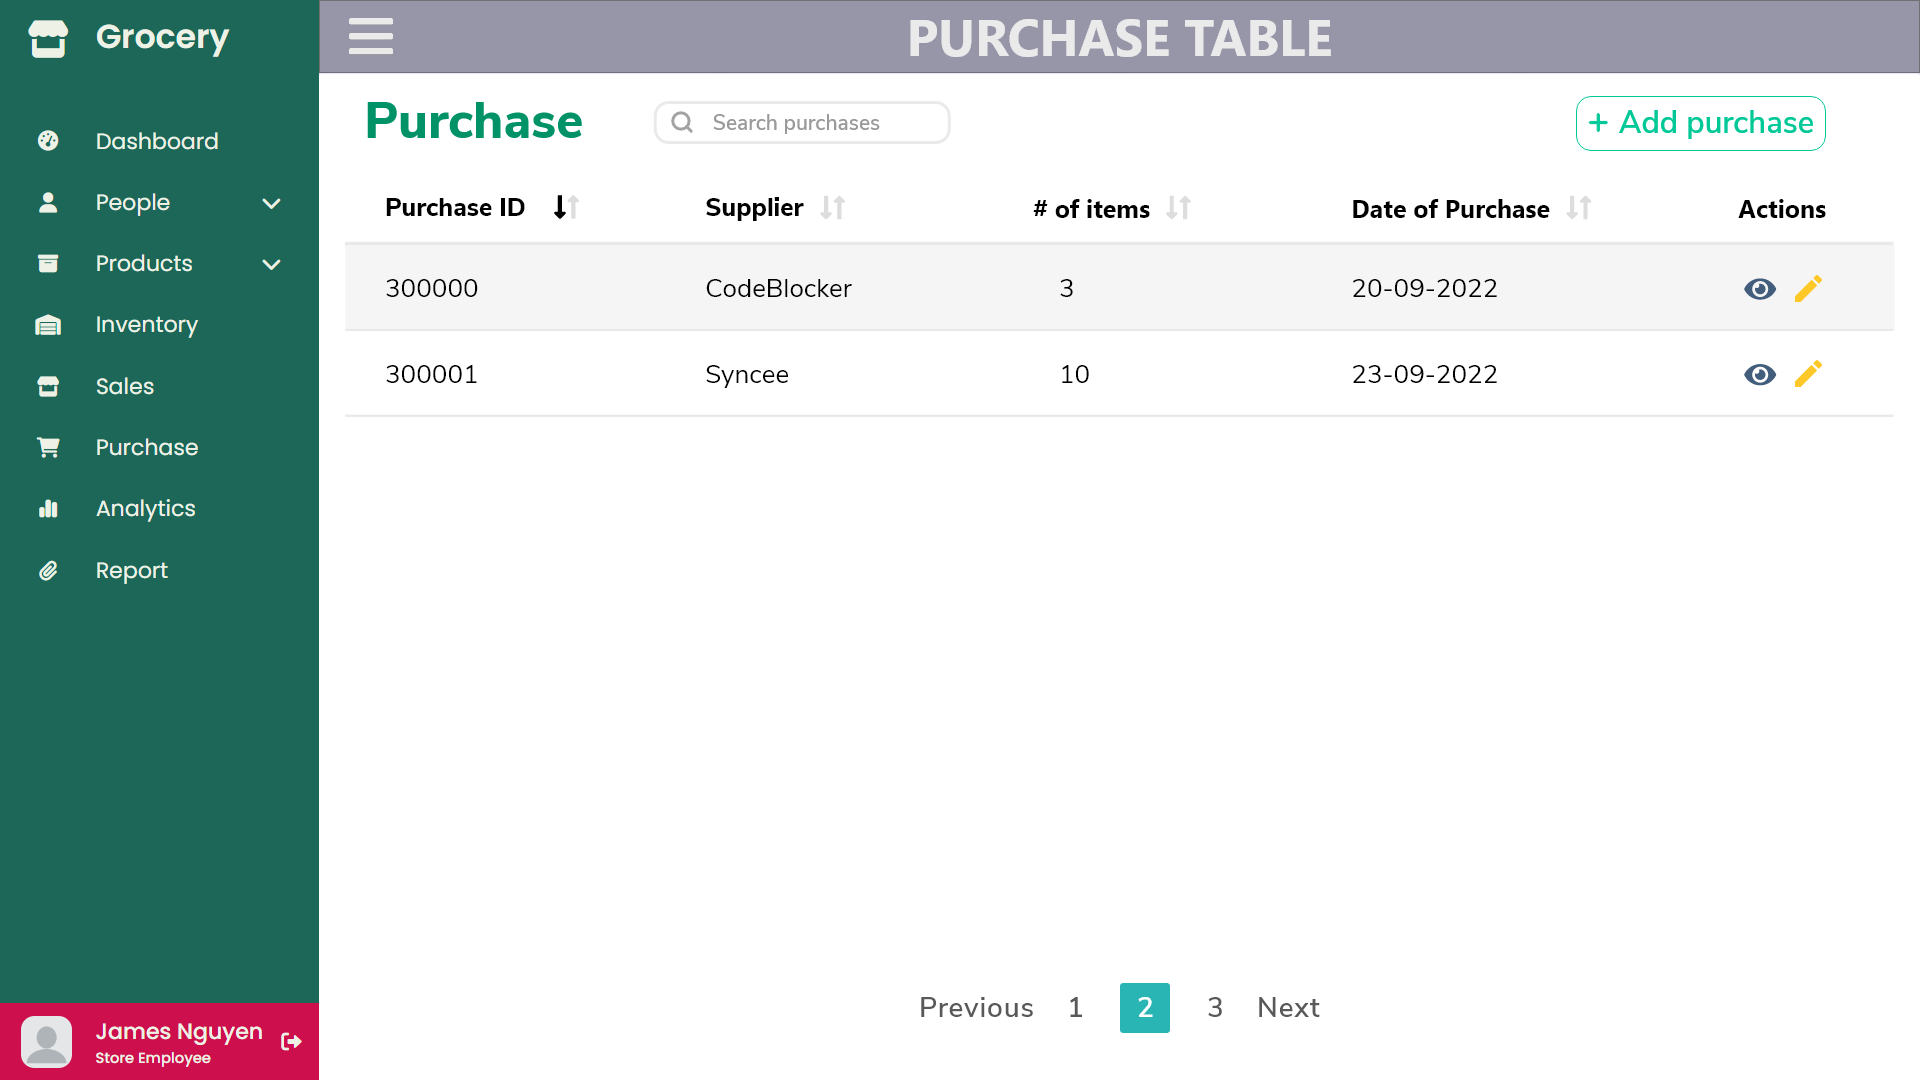 Grocery
PURCHASE TABLE
Dashboard
People
Products
Inventory
Sales
Purchase
Analytics
Report
James Nguyen
Store Employee
Purchase
Search purchases
+ Add purchase
Purchase ID Supplier # of items Date of Purchase Actions
300000 CodeBlocker 3 20-09-2022
300001 Syncee 10 23-09-2022
Previous 1 2 3 Next